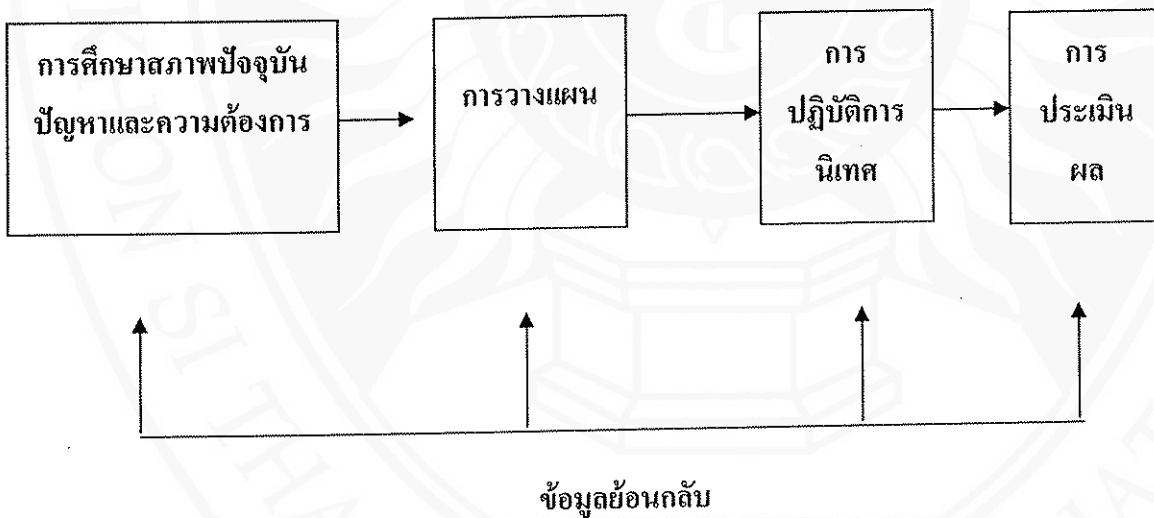 การศึกษาสภาพปัจจุบัน
ปัญหาและความต้องการ
การวางแผน
การ
ปฏิบัติการ
นิเทศ
การ
ประเมิน
ผล
ข้อมูลย้อนกลับ